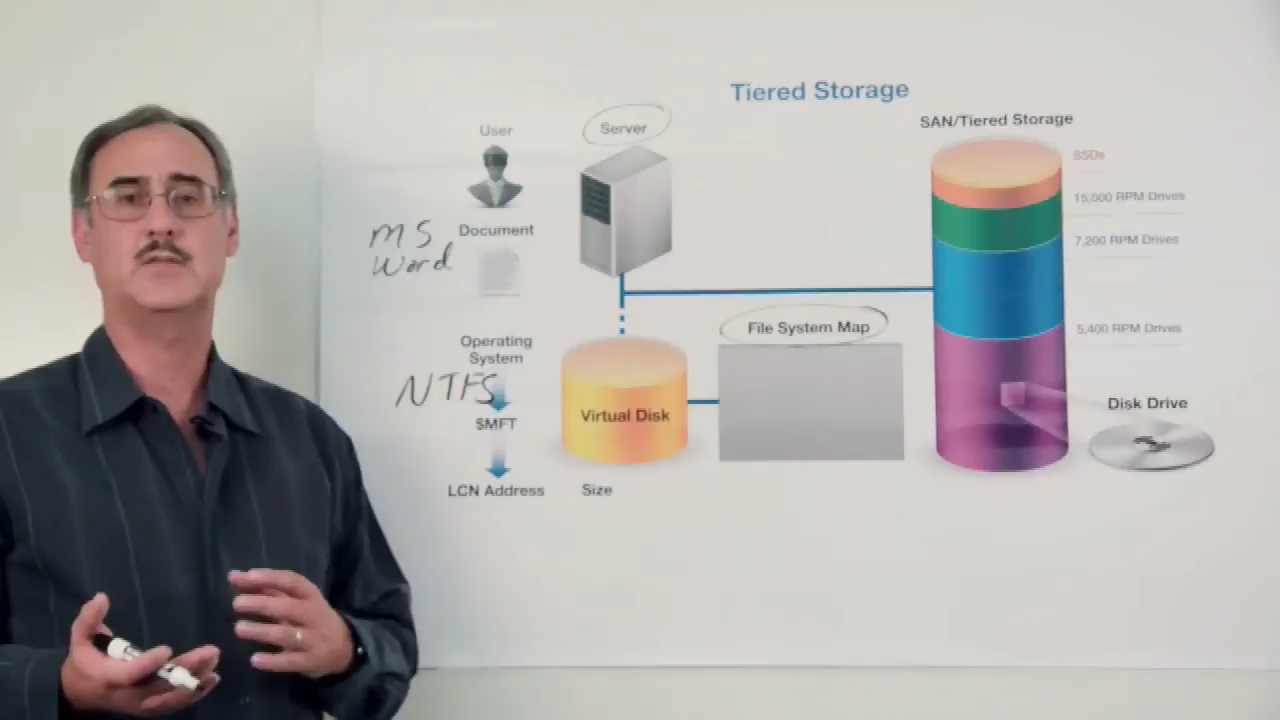 Tiered Storage
User
Server
SAN/Tiered Storage
SSDs
15,000 RPM Drives
MS
Word
Document
7,200 RPM Drives
File System Map
5,400 RPM Drives
Operating
System
NTFS
Virtual Disk
Disk Drive
$MFT
LCN Address
Size